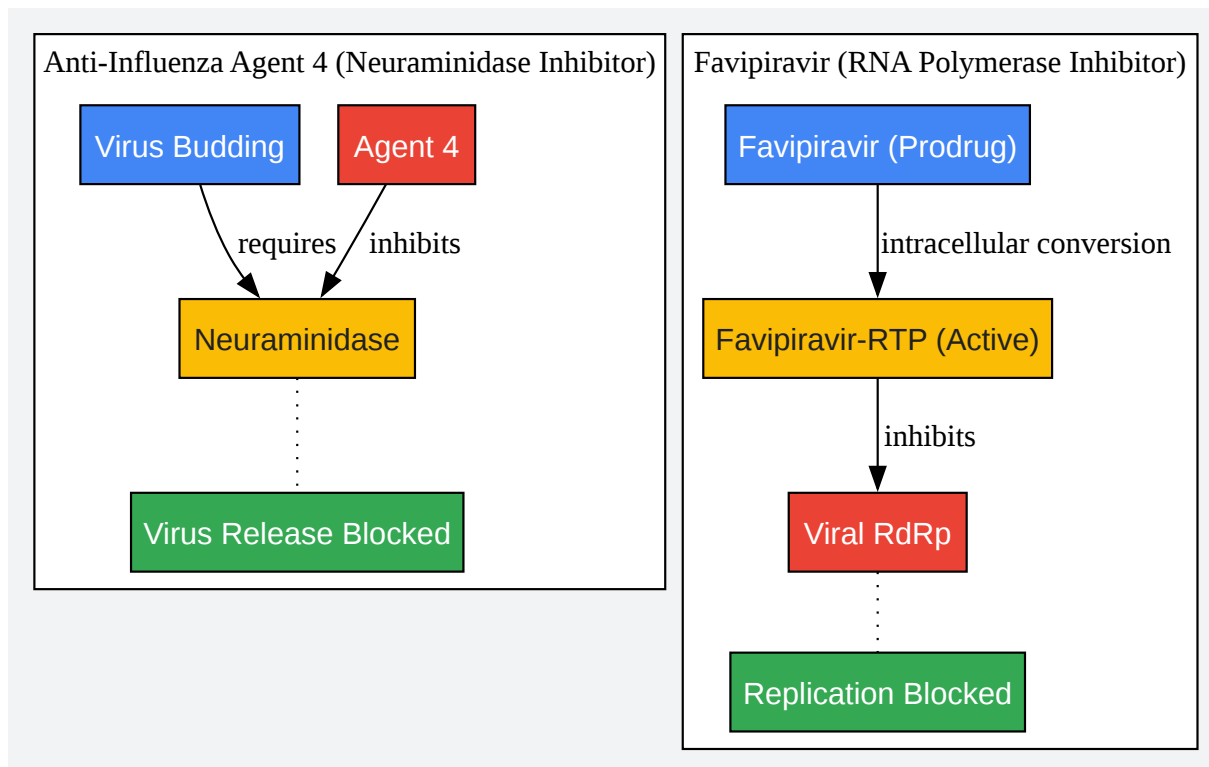 Anti-Influenza Agent 4 (Neuraminidase Inhibitor)
Virus Budding
Agent 4
requires
inhibits
Neuraminidase
Virus Release Blocked
Favipiravir (RNA Polymerase Inhibitor)
Favipiravir (Prodrug)
intracellular conversion
Favipiravir-RTP (Active)
inhibits
Viral RdRp
Replication Blocked